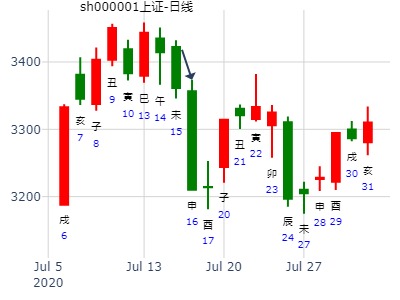 sh000001上证-日线
3400
3300
3200
戌
6
亥
7
子
8
丑
9
寅
10
巳
13
午
14
未
15
申
16
酉
17
子
20
丑
21
寅
22
卯
23
辰
24
未
27
申
28
酉
29
戌
30
亥
31
Jul 5
2020
Jul 13
Jul 20
Jul 27